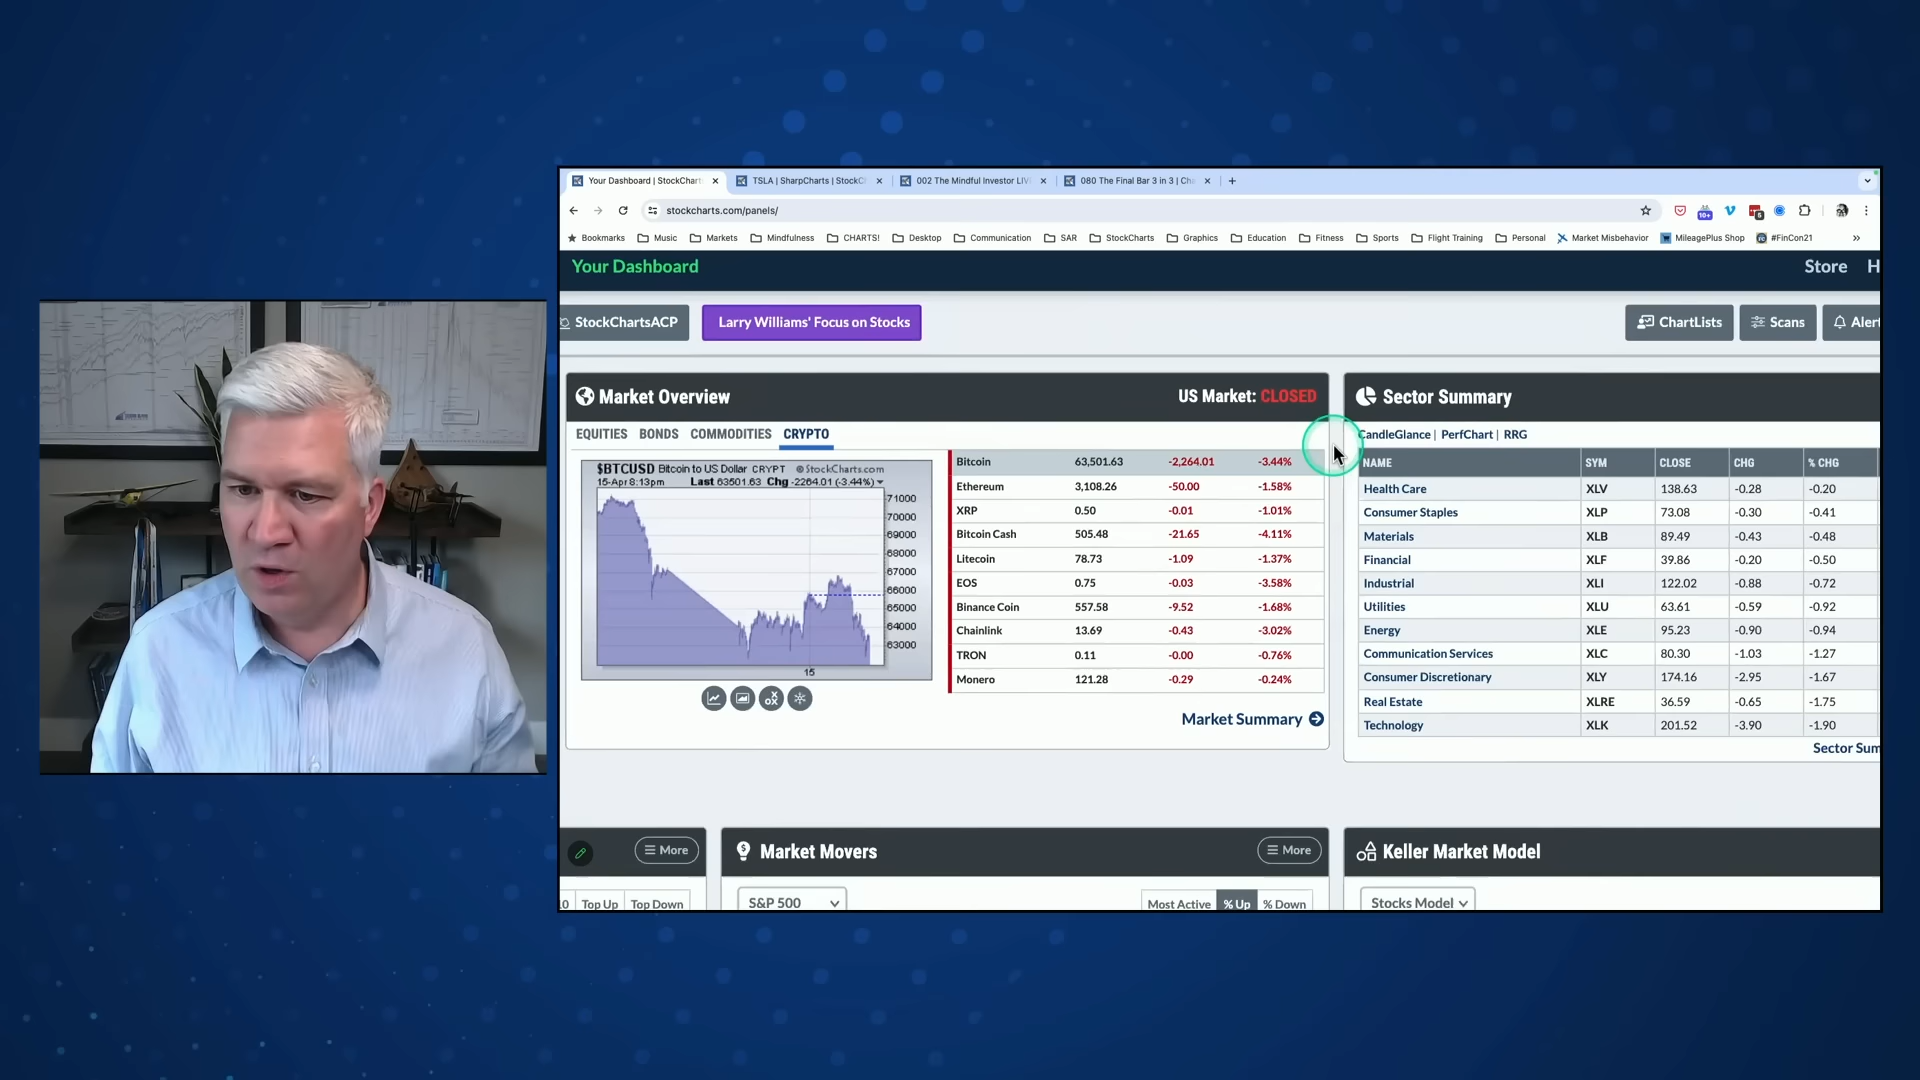 Your Dashboard | StockChart
TSLA | SharpCharts | StockC
002 The Mindful Investor LIV
080 The Final Bar 3 in 3 | Ch
stockcharts.com/panels/
10+
5
Bookmarks
Music
Markets
Mindfulness
CHARTS!
Desktop
Communication
SAR
StockCharts
Graphics
Education
Fitness
Sports
Flight Training
Personal
Market Misbehavior
MileagePlus Shop
#FinCon21
Your Dashboard
Store
H
StockChartsACP
Larry Williams' Focus on Stocks
ChartLists
Scans
Alert
Market Overview
US Market: CLOSED
EQUITIES BONDS COMMODITIES CRYPTO
$BTCUSD Bitcoin to US Dollar CRYPT © StockCharts.com
15-Apr 8:13pm Last 63501.63 Chg -2264.01 (-3.44%)
71000
70000
69000
68000
67000
66000
65000
64000
63000
15
Bitcoin 63,501.63 -2,264.01 -3.44%
Ethereum 3,108.26 -50.00 -1.58%
XRP 0.50 -0.01 -1.01%
Bitcoin Cash 505.48 -21.65 -4.11%
Litecoin 78.73 -1.09 -1.37%
EOS 0.75 -0.03 -3.58%
Binance Coin 557.58 -9.52 -1.68%
Chainlink 13.69 -0.43 -3.02%
TRON 0.11 -0.00 -0.76%
Monero 121.28 -0.29 -0.24%
Market Summary
Sector Summary
CandleGlance | PerfChart | RRG
NAME SYM CLOSE CHG % CHG
Health Care XLV 138.63 -0.28 -0.20
Consumer Staples XLP 73.08 -0.30 -0.41
Materials XLB 89.49 -0.43 -0.48
Financial XLF 39.86 -0.20 -0.50
Industrial XLI 122.02 -0.88 -0.72
Utilities XLU 63.61 -0.59 -0.92
Energy XLE 95.23 -0.90 -0.94
Communication Services XLC 80.30 -1.03 -1.27
Consumer Discretionary XLY 174.16 -2.95 -1.67
Real Estate XLRE 36.59 -0.65 -1.75
Technology XLK 201.52 -3.90 -1.90
Sector Sum
More
10 Top Up Top Down
Market Movers
More
S&P 500
Most Active % Up % Down
Keller Market Model
Stocks Model